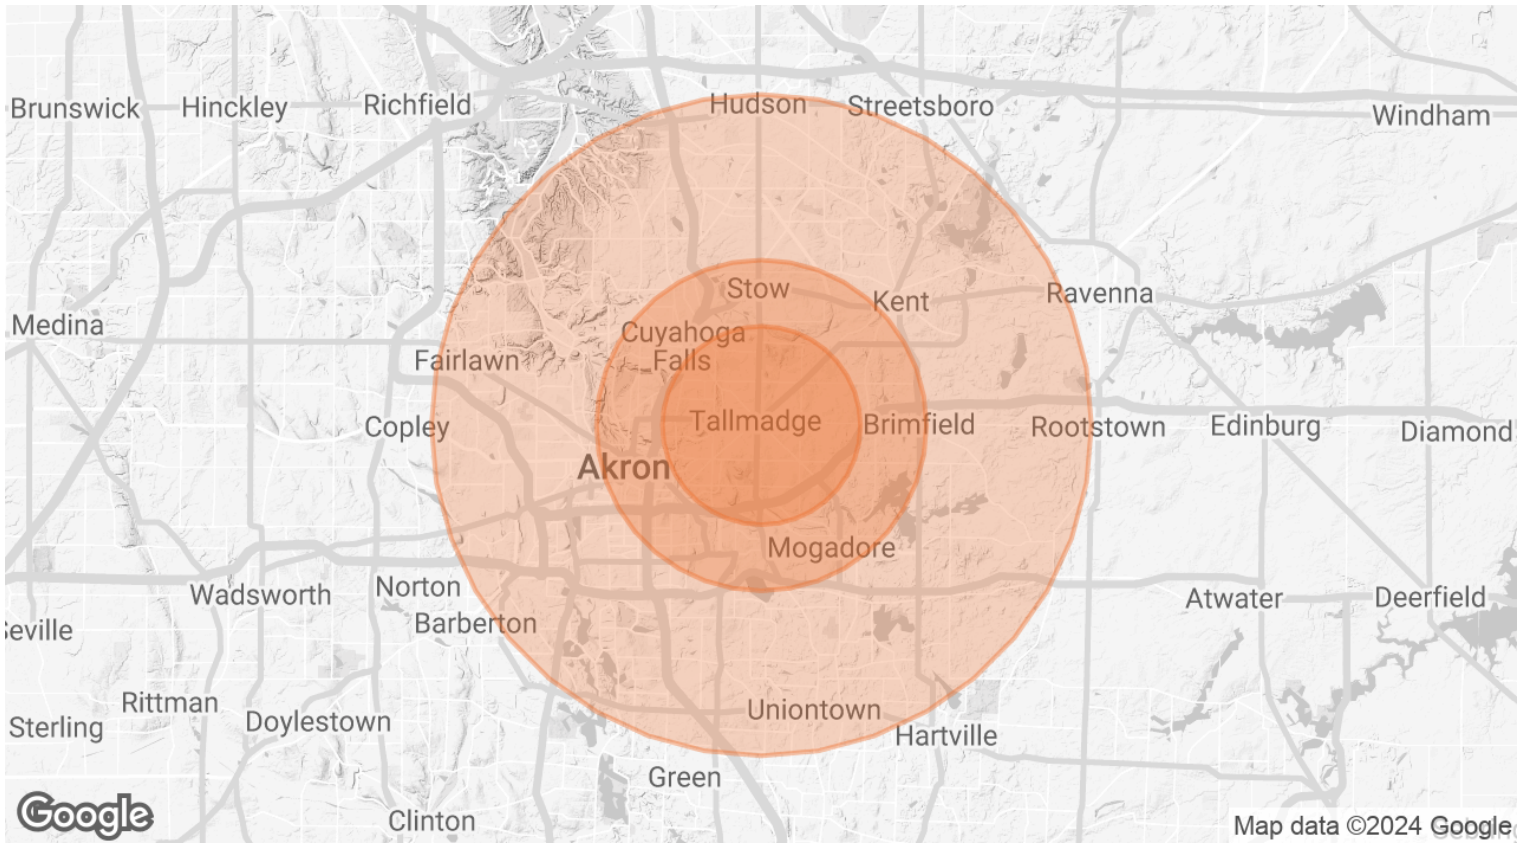 Hudson
Streetsboro
Brunswick
Hinckley
Richfield
Windham
Stow
Kent
Ravenna
Medina
Cuyahoga
Falls
Fairlawn
Tallmadge
Brimfield
Copley
Rootstown
Edinburg
Diamond
Akron
Mogadore
Norton
Wadsworth
Atwater
Deerfield
Barberton
Seville
Rittman
Uniontown
Sterling
Doylestown
Hartville
Green
Google
Clinton
Map data ©2024 Google